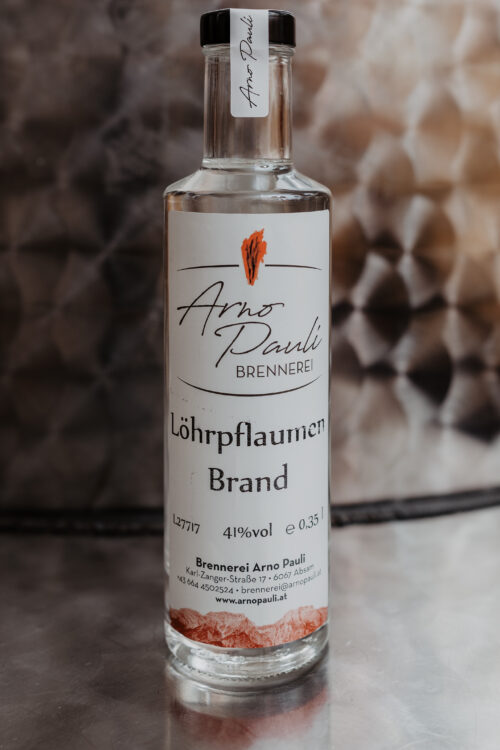 Arno Pauli
Arno
Pauli
BRENNEREI
Löhrpflaumen
Brand
L27717 41%vol ℮ 0,35 l
Brennerei Arno Pauli
Karl-Zanger-Straße 17 • 6067 Absam
+43 664 4502524 • brennerei@arnopauli.at
www.arnopauli.at